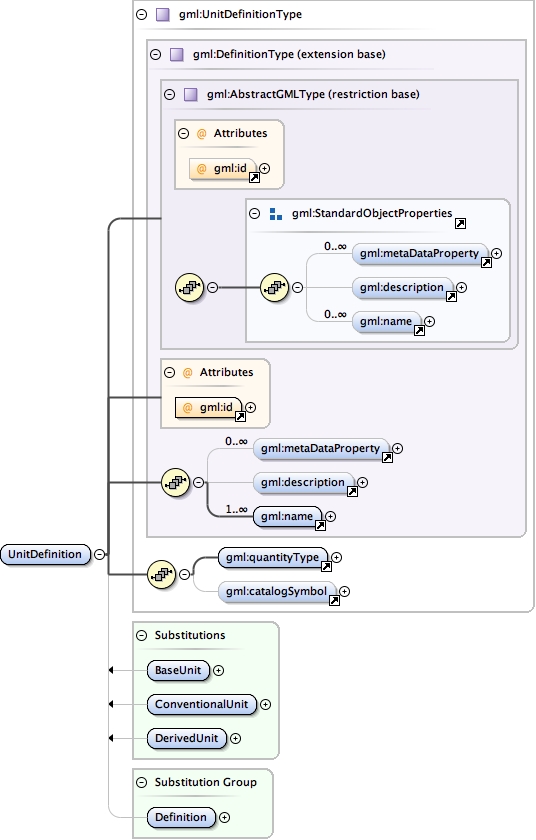 gml:UnitDefinitionType
gml:DefinitionType (extension base)
gml:AbstractGMLType (restriction base)
@ Attributes
@ gml:id
gml:StandardObjectProperties
0..∞
gml:metaDataProperty
gml:description
0..∞
gml:name
@ Attributes
@ gml:id
0..∞
gml:metaDataProperty
gml:description
1..∞
gml:name
UnitDefinition
gml:quantityType
gml:catalogSymbol
Substitutions
BaseUnit
ConventionalUnit
DerivedUnit
Substitution Group
Definition